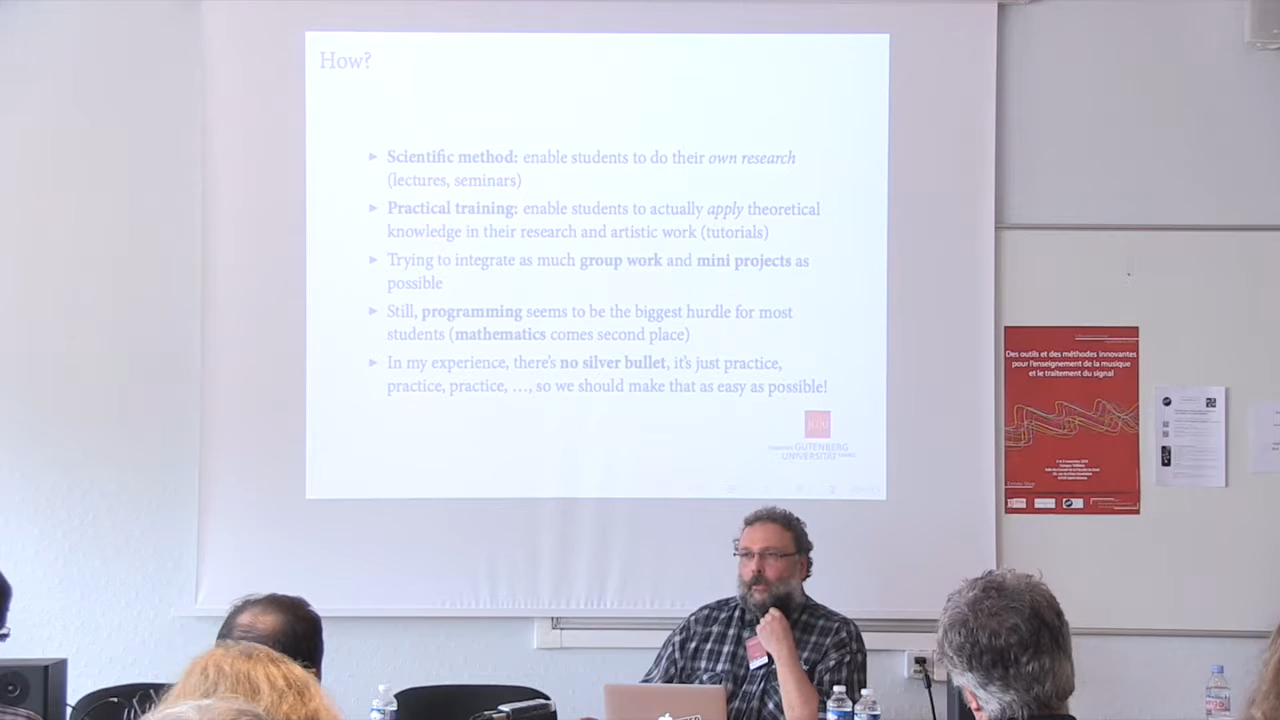 How?
► Scientific method: enable students to do their own research
(lectures, seminars)
► Practical training: enable students to actually apply theoretical
knowledge in their research and artistic work (tutorials)
► Trying to integrate as much group work and mini projects as
possible
► Still, programming seems to be the biggest hurdle for most
students (mathematics comes second place)
► In my experience, there's no silver bullet, it's just practice,
practice, practice, …, so we should make that as easy as possible!
JG|U
GUTENBERG
UNIVERSITÄT
Des outils et des méthodes innovantes
pour l'enseignement de la musique
et le traitement du signal